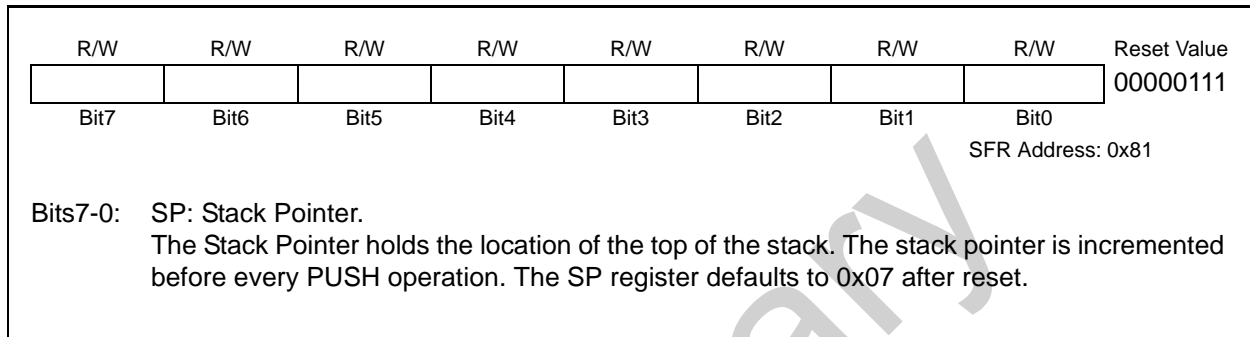 R/W R/W R/W R/W R/W R/W R/W R/W Reset Value
00000111
Bit7 Bit6 Bit5 Bit4 Bit3 Bit2 Bit1 Bit0
SFR Address: 0x81
Bits7-0: SP: Stack Pointer.
The Stack Pointer holds the location of the top of the stack. The stack pointer is incremented
before every PUSH operation. The SP register defaults to 0x07 after reset.
ary